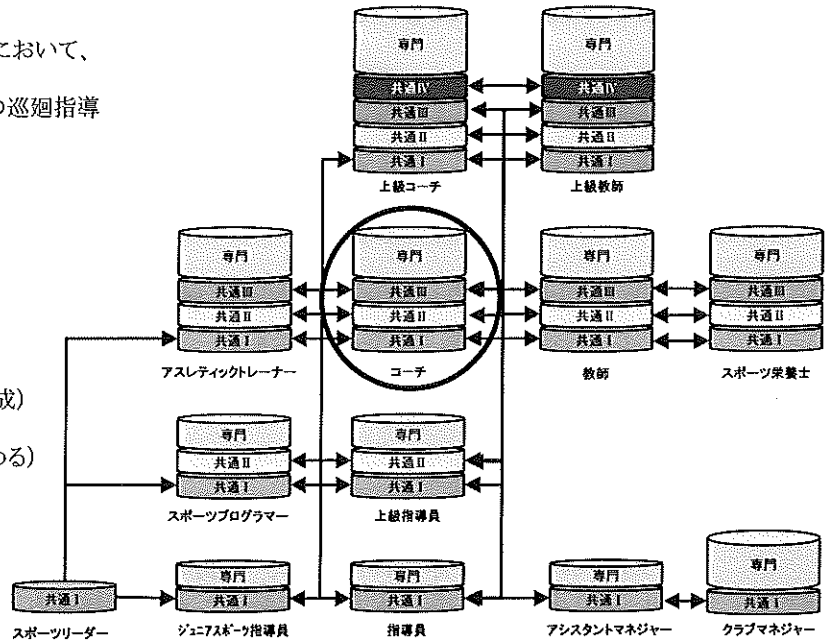 において、
の巡廻指導
成)
める)
専門
共通Ⅳ
共通Ⅲ
共通Ⅱ
共通Ⅰ
上級コーチ
専門
共通Ⅳ
共通Ⅲ
共通Ⅱ
共通Ⅰ
上級教師
専門
共通Ⅲ
共通Ⅱ
共通Ⅰ
アスレティックトレーナー
専門
共通Ⅲ
共通Ⅱ
共通Ⅰ
コーチ
専門
共通Ⅲ
共通Ⅱ
共通Ⅰ
教師
専門
共通Ⅲ
共通Ⅱ
共通Ⅰ
スポーツ栄養士
専門
共通Ⅱ
共通Ⅰ
スポーツプログラマー
専門
共通Ⅱ
共通Ⅰ
上級指導員
共通Ⅰ
スポーツリーダー
専門
共通Ⅰ
ジュニアスポーツ指導員
専門
共通Ⅰ
指導員
専門
共通Ⅰ
アシスタントマネジャー
専門
共通Ⅰ
クラブマネジャー